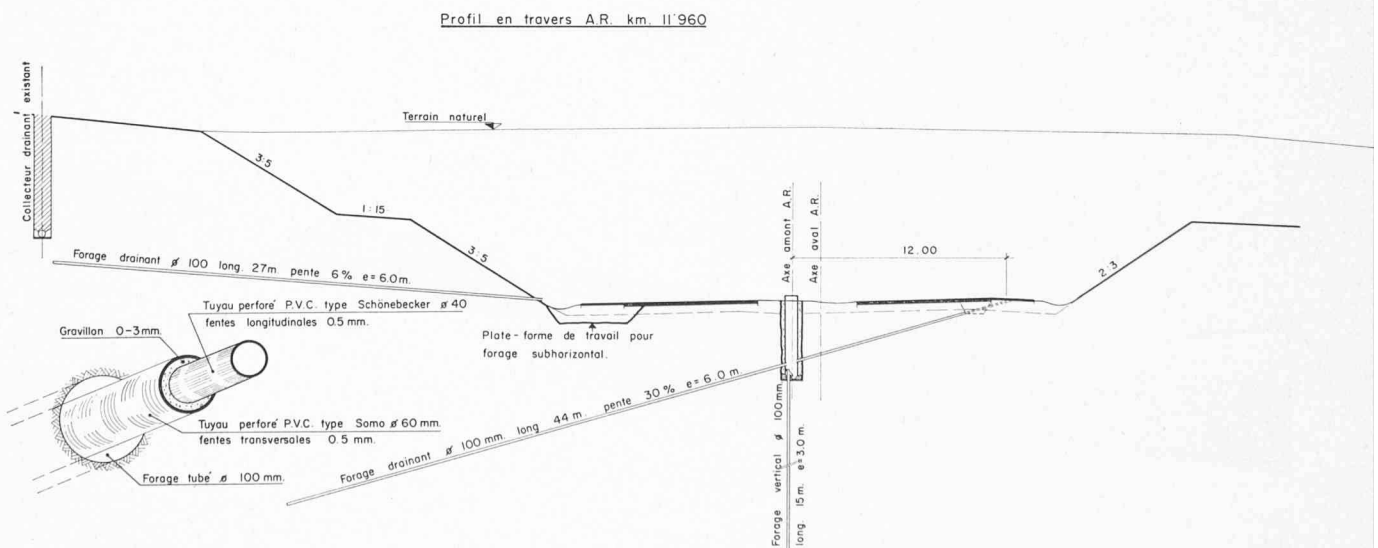 Profil en travers A.R. km. 11'960
Collecteur drainant existant
Terrain naturel
3:5
1:15
3:5
Axe amont A.R.
Axe aval A.R.
12.00
2:3
Forage drainant ø 100 long. 27m. pente 6% e=6.0m.
Tuyau perforé P.V.C. type Schönebecker ø 40
fentes longitudinales 0.5 mm.
Gravillon 0-3mm.
Plate-forme de travail pour
forage subhorizontal.
Tuyau perforé P.V.C. type Somo ø 60 mm.
fentes transversales 0.5 mm.
Forage tubé ø 100 mm.
Forage drainant ø 100 mm. long 44 m. pente 30% e=6.0 m.
Forage vertical ø 100mm.
long 15m. e=3.0 m.